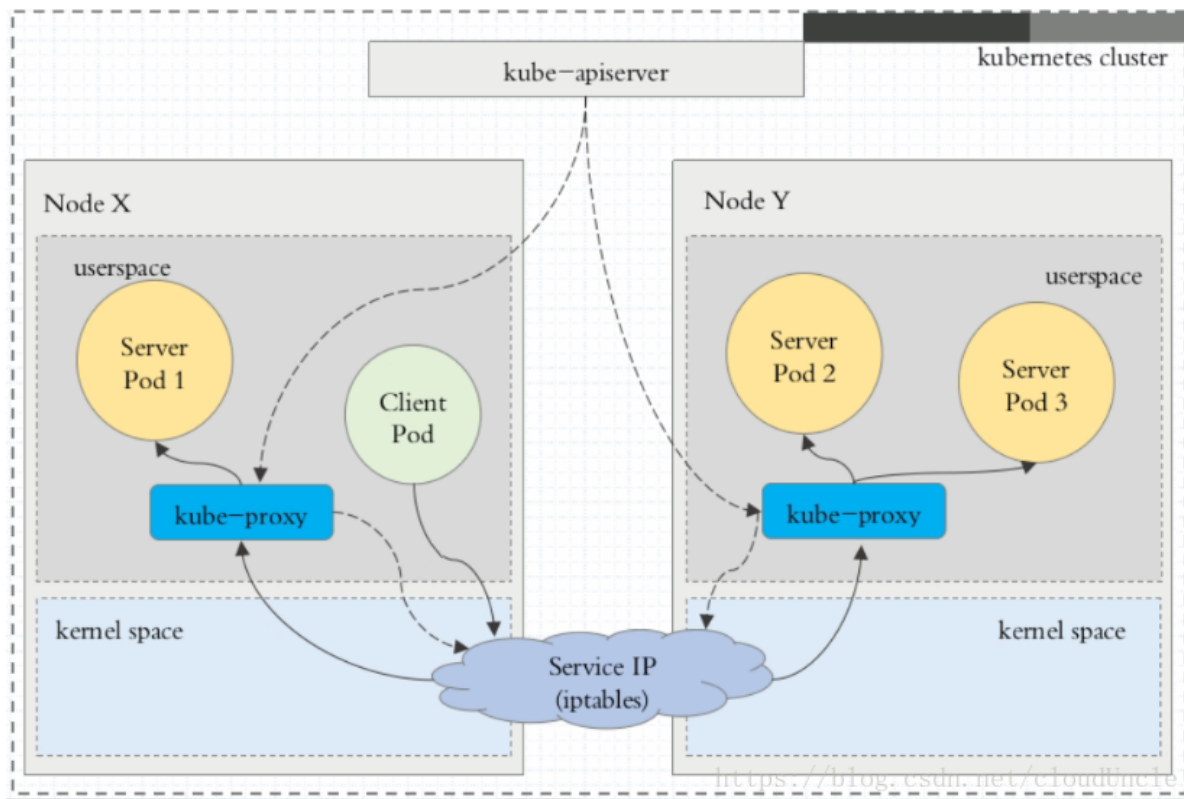 kube-apiserver
kubernetes cluster
Node X
userspace
Server
Pod 1
Client
Pod
kube-proxy
kernel space
Node Y
userspace
Server
Pod 2
Server
Pod 3
kube-proxy
kernel space
Service IP
(iptables)
https://blog.csdn.net/cloudUncle